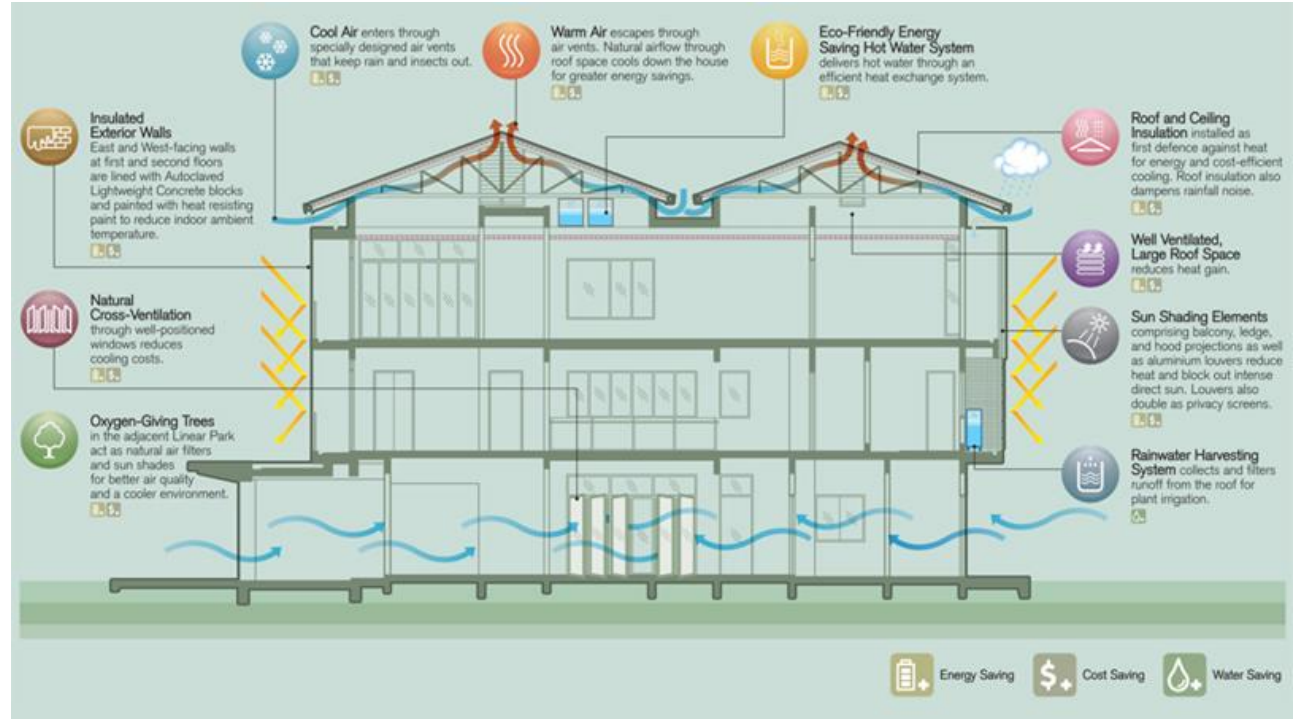 Cool Air enters through
specially designed air vents
that keep rain and insects out.
Warm Air escapes through
air vents. Natural airflow through
roof space cools down the house
for greater energy savings.
Eco-Friendly Energy
Saving Hot Water System
delivers hot water through an
efficient heat exchange system.
Insulated
Exterior Walls
East and West-facing walls
at first and second floors
are lined with Autoclaved
Lightweight Concrete blocks
and painted with heat resisting
paint to reduce indoor ambient
temperature.
Natural
Cross-Ventilation
through well-positioned
windows reduces
cooling costs.
Oxygen-Giving Trees
in the adjacent Linear Park
act as natural air filters
and sun shades
for better air quality
and a cooler environment.
Roof and Ceiling
Insulation installed as
first defence against heat
for energy and cost-efficient
cooling. Roof insulation also
dampens rainfall noise.
Well Ventilated,
Large Roof Space
reduces heat gain.
Sun Shading Elements
comprising balcony, ledge,
and hood projections as well
as aluminium louvers reduce
heat and block out intense
direct sun. Louvers also
double as privacy screens.
Rainwater Harvesting
System collects and filters
runoff from the roof for
plant irrigation.
Energy Saving
$+ Cost Saving
Water Saving